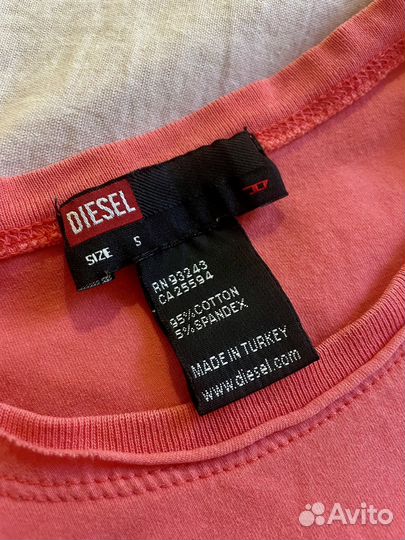 DIESEL
SIZE S
RN 93243
CA 25594
95% COTTON
5% SPANDEX
MADE IN TURKEY
www.diesel.com
Avito